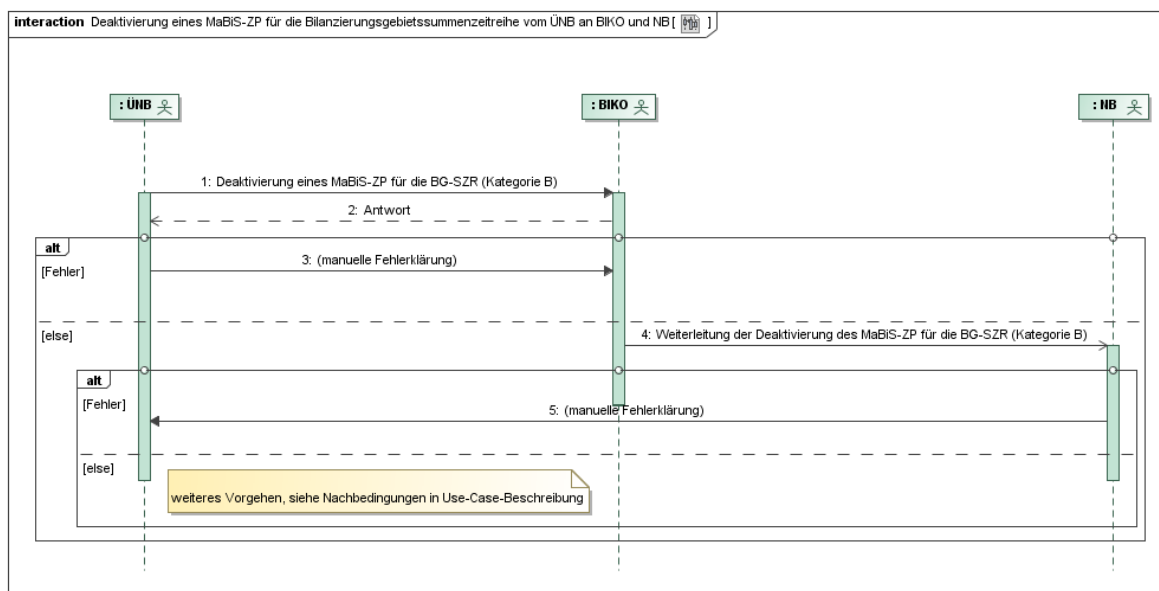 interaction Deaktivierung eines MaBiS-ZP für die Bilanzierungsgebietssummenzeitreihe vom ÜNB an BIKO und NB [ ]
: ÜNB
: BIKO
: NB
1: Deaktivierung eines MaBiS-ZP für die BG-SZR (Kategorie B)
2: Antwort
alt
[Fehler]
3: (manuelle Fehlerklärung)
[else]
4: Weiterleitung der Deaktivierung des MaBiS-ZP für die BG-SZR (Kategorie B)
alt
[Fehler]
5: (manuelle Fehlerklärung)
[else]
weiteres Vorgehen, siehe Nachbedingungen in Use-Case-Beschreibung